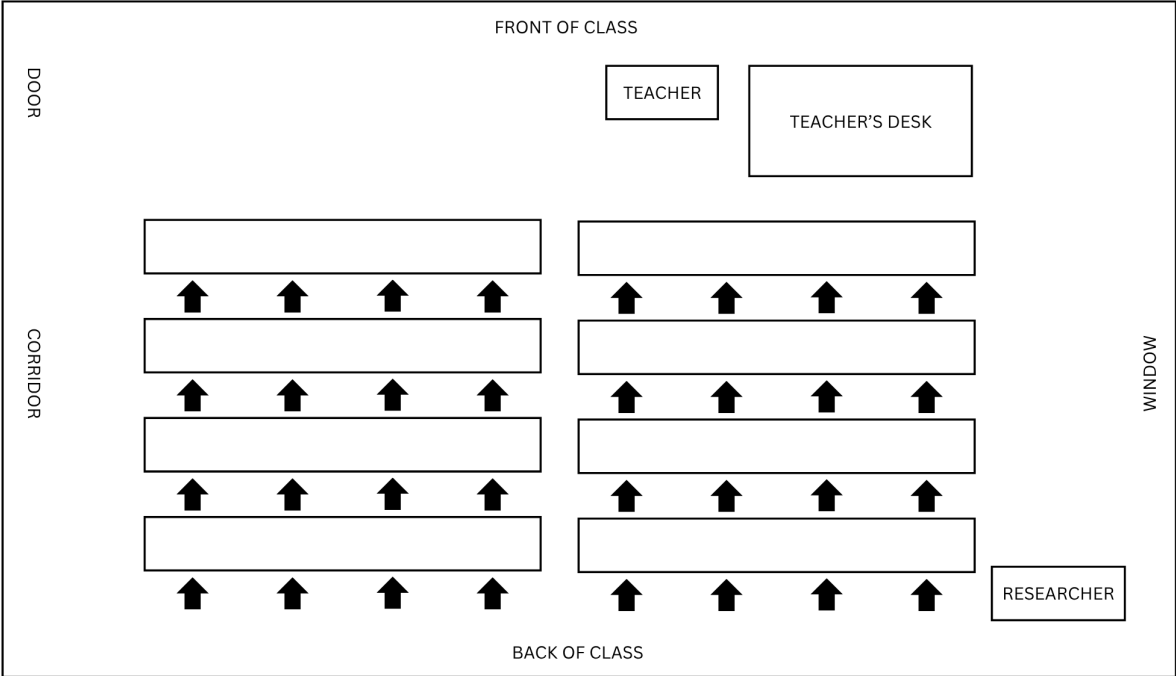 FRONT OF CLASS
DOOR
TEACHER
TEACHER’S DESK
CORRIDOR
WINDOW
RESEARCHER
BACK OF CLASS